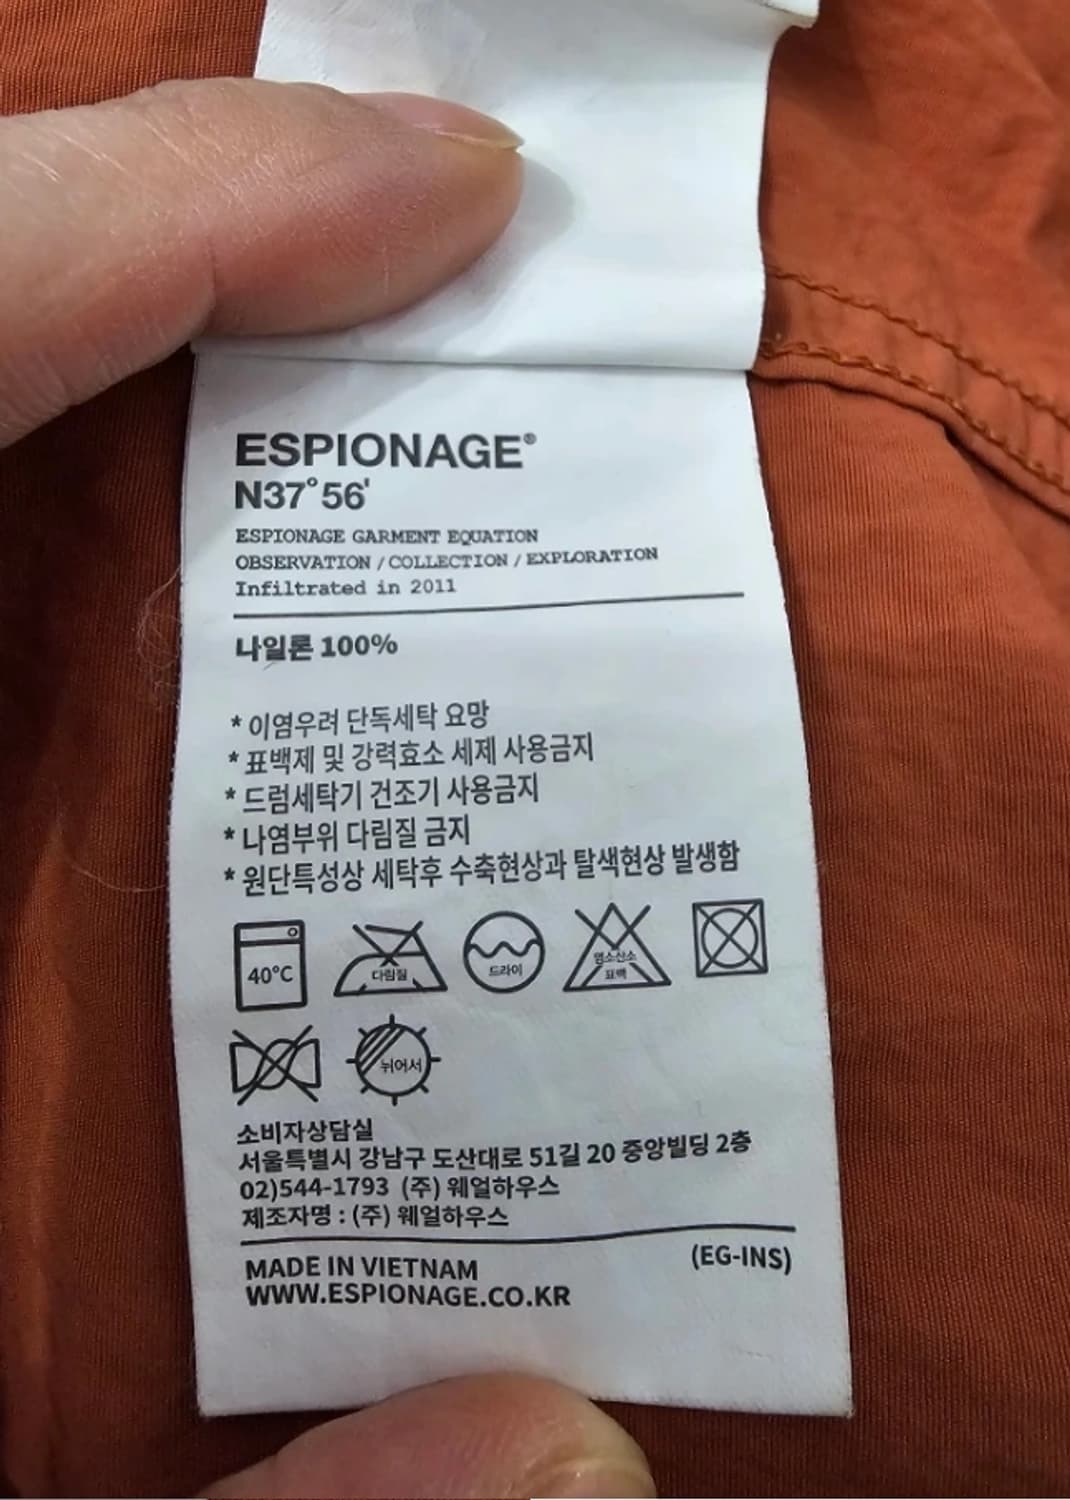 ESPIONAGE®
N37°56'
ESPIONAGE GARMENT EQUATION
OBSERVATION / COLLECTION / EXPLORATION
Infiltrated in 2011
나일론 100%
* 이염우려 단독세탁 요망
* 표백제 및 강력효소 세제 사용금지
* 드럼세탁기 건조기 사용금지
* 나염부위 다림질 금지
* 원단특성상 세탁후 수축현상과 탈색현상 발생함
40°C 다림질 드라이 염소산소 표백
뉘어서
소비자상담실
서울특별시 강남구 도산대로 51길 20 중앙빌딩 2층
02)544-1793 (주) 웨얼하우스
제조자명 : (주) 웨얼하우스
MADE IN VIETNAM (EG-INS)
WWW.ESPIONAGE.CO.KR